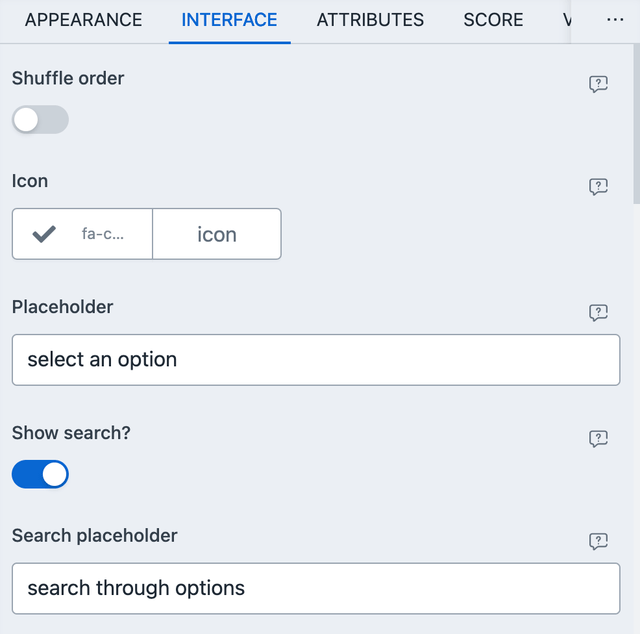 APPEARANCE INTERFACE ATTRIBUTES SCORE
Shuffle order
Icon
fa-c... icon
Placeholder
select an option
Show search?
Search placeholder
search through options